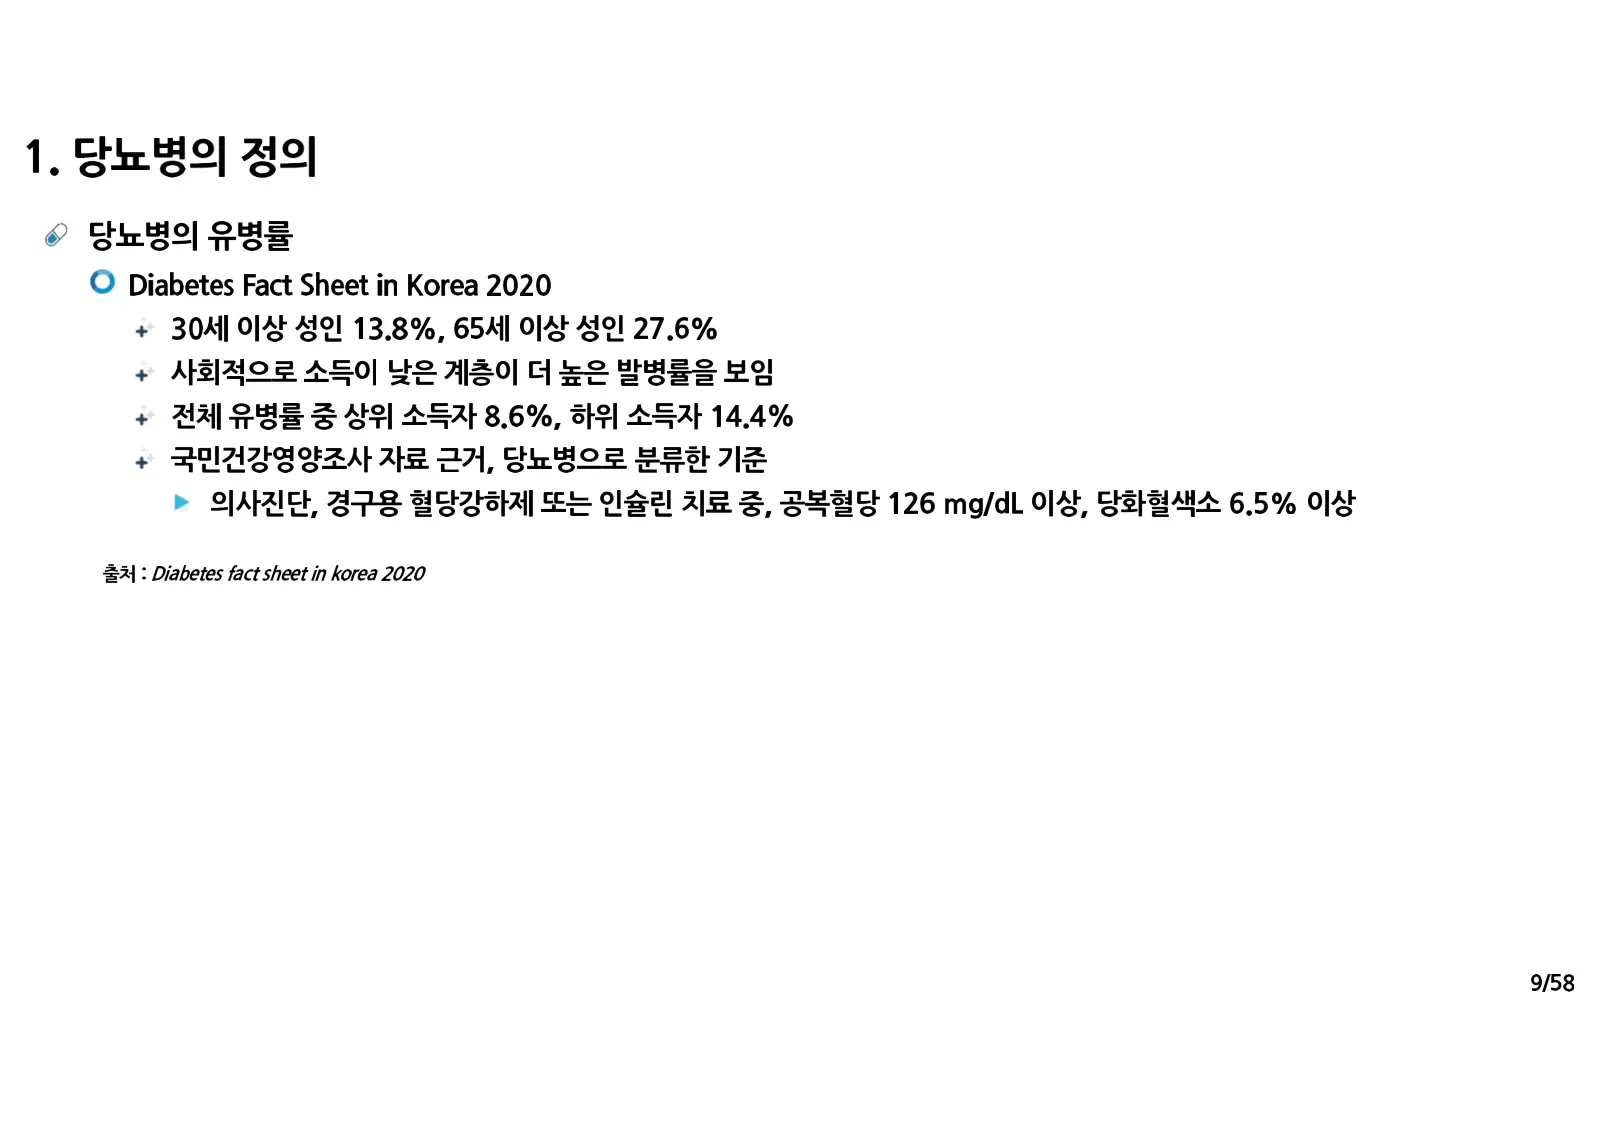 1. 당뇨병의 정의
당뇨병의 유병률
Diabetes Fact Sheet in Korea 2020
30세 이상 성인 13.8%, 65세 이상 성인 27.6%
사회적으로 소득이 낮은 계층이 더 높은 발병률을 보임
전체 유병률 중 상위 소득자 8.6%, 하위 소득자 14.4%
국민건강영양조사 자료 근거, 당뇨병으로 분류한 기준
의사진단, 경구용 혈당강하제 또는 인슐린 치료 중, 공복혈당 126 mg/dL 이상, 당화혈색소 6.5% 이상
출처 : Diabetes fact sheet in korea 2020
9/58